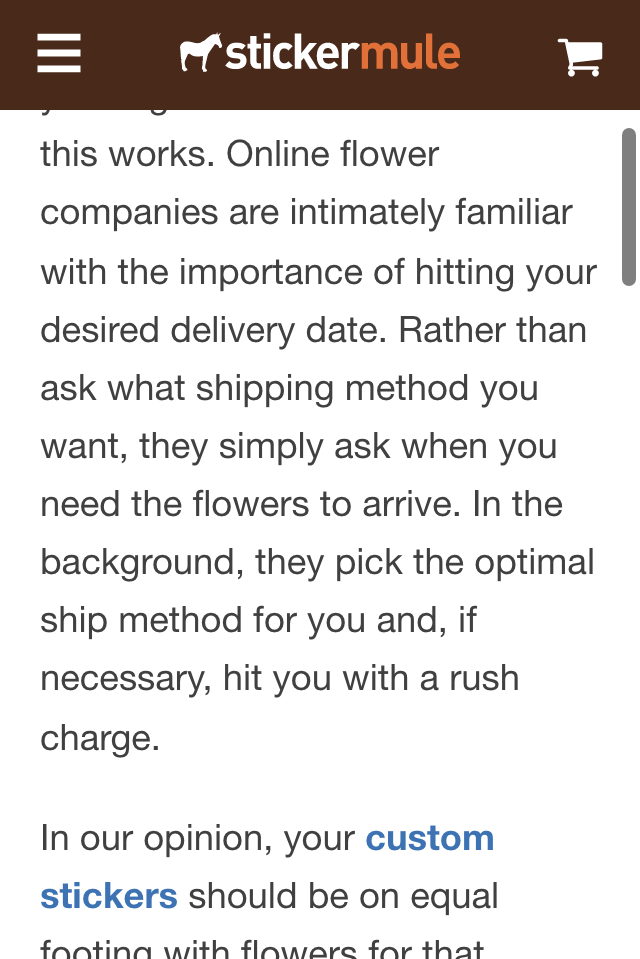 stickermule
this works. Online flower
companies are intimately familiar
with the importance of hitting your
desired delivery date. Rather than
ask what shipping method you
want, they simply ask when you
need the flowers to arrive. In the
background, they pick the optimal
ship method for you and, if
necessary, hit you with a rush
charge.
In our opinion, your custom
stickers should be on equal
footing with flowers for that